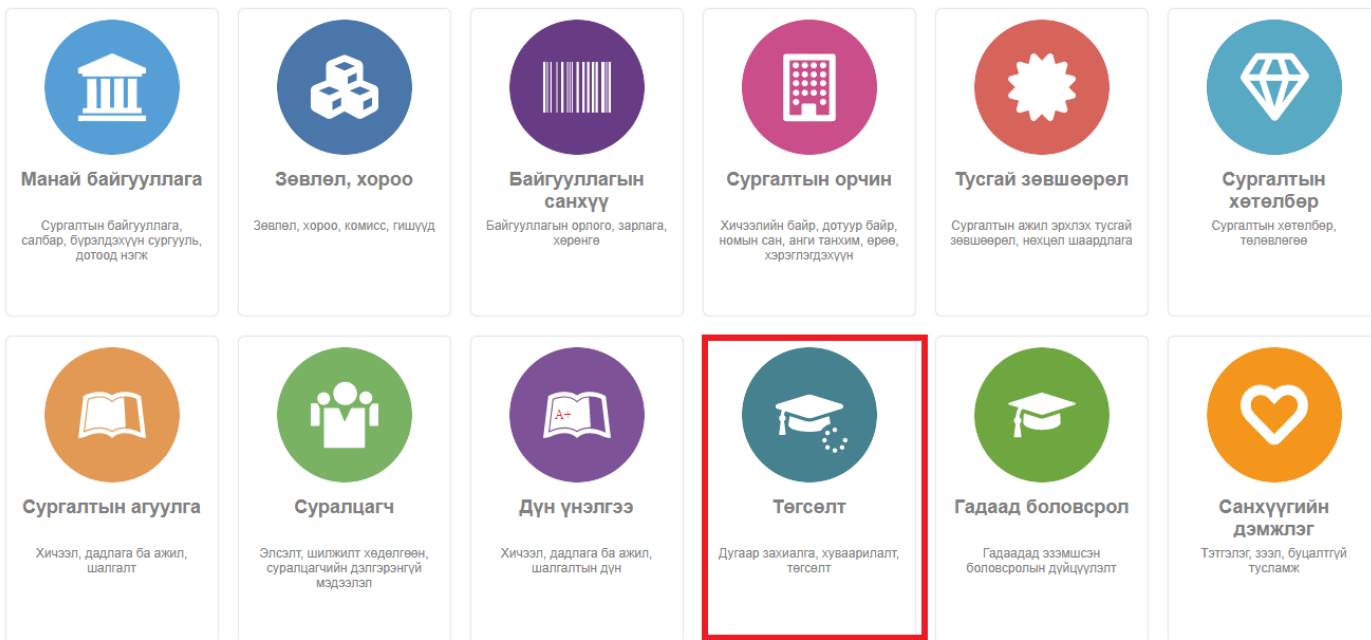 Манай байгууллага
Сургалтын байгууллага,
салбар, бүрэлдэхүүн сургууль,
дотоод нэгж
Зөвлөл, хороо
Зөвлөл, хороо, комисс, гишүүд
Байгууллагын
санхүү
Байгууллагын орлого, зарлага,
хөрөнгө
Сургалтын орчин
Хичээлийн байр, дотуур байр,
номын сан, анги танхим, өрөө,
хэрэглэгдэхүүн
Тусгай зөвшөөрөл
Сургалтын ажил эрхлэх тусгай
зөвшөөрөл, нөхцөл шаардлага
Сургалтын
хөтөлбөр
Сургалтын хөтөлбөр,
төлөвлөгөө
Сургалтын агуулга
Хичээл, дадлага ба ажил,
шалгалт
Суралцагч
Элсэлт, шилжилт хөдөлгөөн,
суралцагчийн дэлгэрэнгүй
мэдээлэл
A+
Дүн үнэлгээ
Хичээл, дадлага ба ажил,
шалгалтын дүн
Төгсөлт
Дугаар захиалга, хуваарилалт,
төгсөлт
Гадаад боловсрол
Гадаадад эзэмшсэн
боловсролын дүйцүүлэлт
Санхүүгийн
дэмжлэг
Тэтгэлэг, зээл, буцалтгүй
тусламж